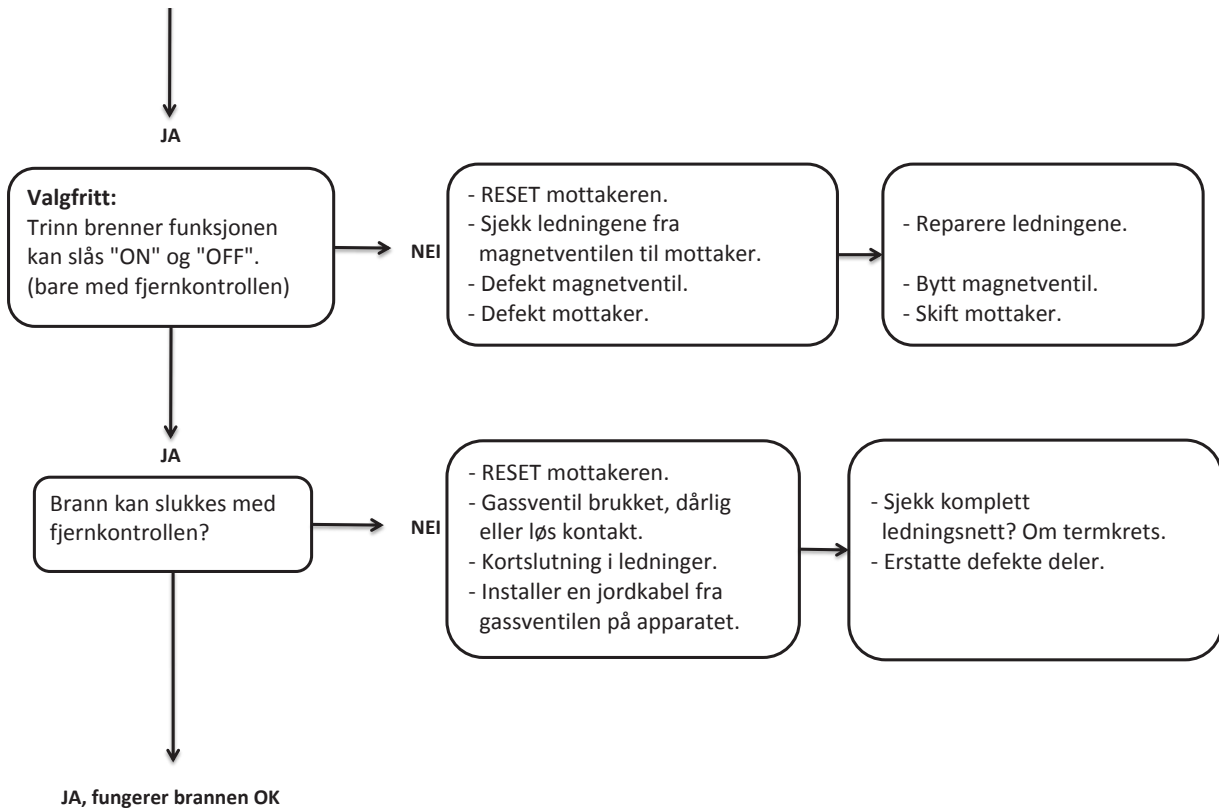 JA
Valgfritt:
Trinn brenner funksjonen
kan slås "ON" og "OFF".
(bare med fjernkontrollen)
NEI
- RESET mottakeren.
- Sjekk ledningene fra
magnetventilen til mottaker.
- Defekt magnetventil.
- Defekt mottaker.
- Reparere ledningene.
- Bytt magnetventil.
- Skift mottaker.
JA
Brann kan slukkes med
fjernkontrollen?
NEI
- RESET mottakeren.
- Gassventil brukket, dårlig
eller løs kontakt.
- Kortslutning i ledninger.
- Installer en jordkabel fra
gassventilen på apparatet.
- Sjekk komplett
ledningsnett? Om termkrets.
- Erstatte defekte deler.
JA, fungerer brannen OK